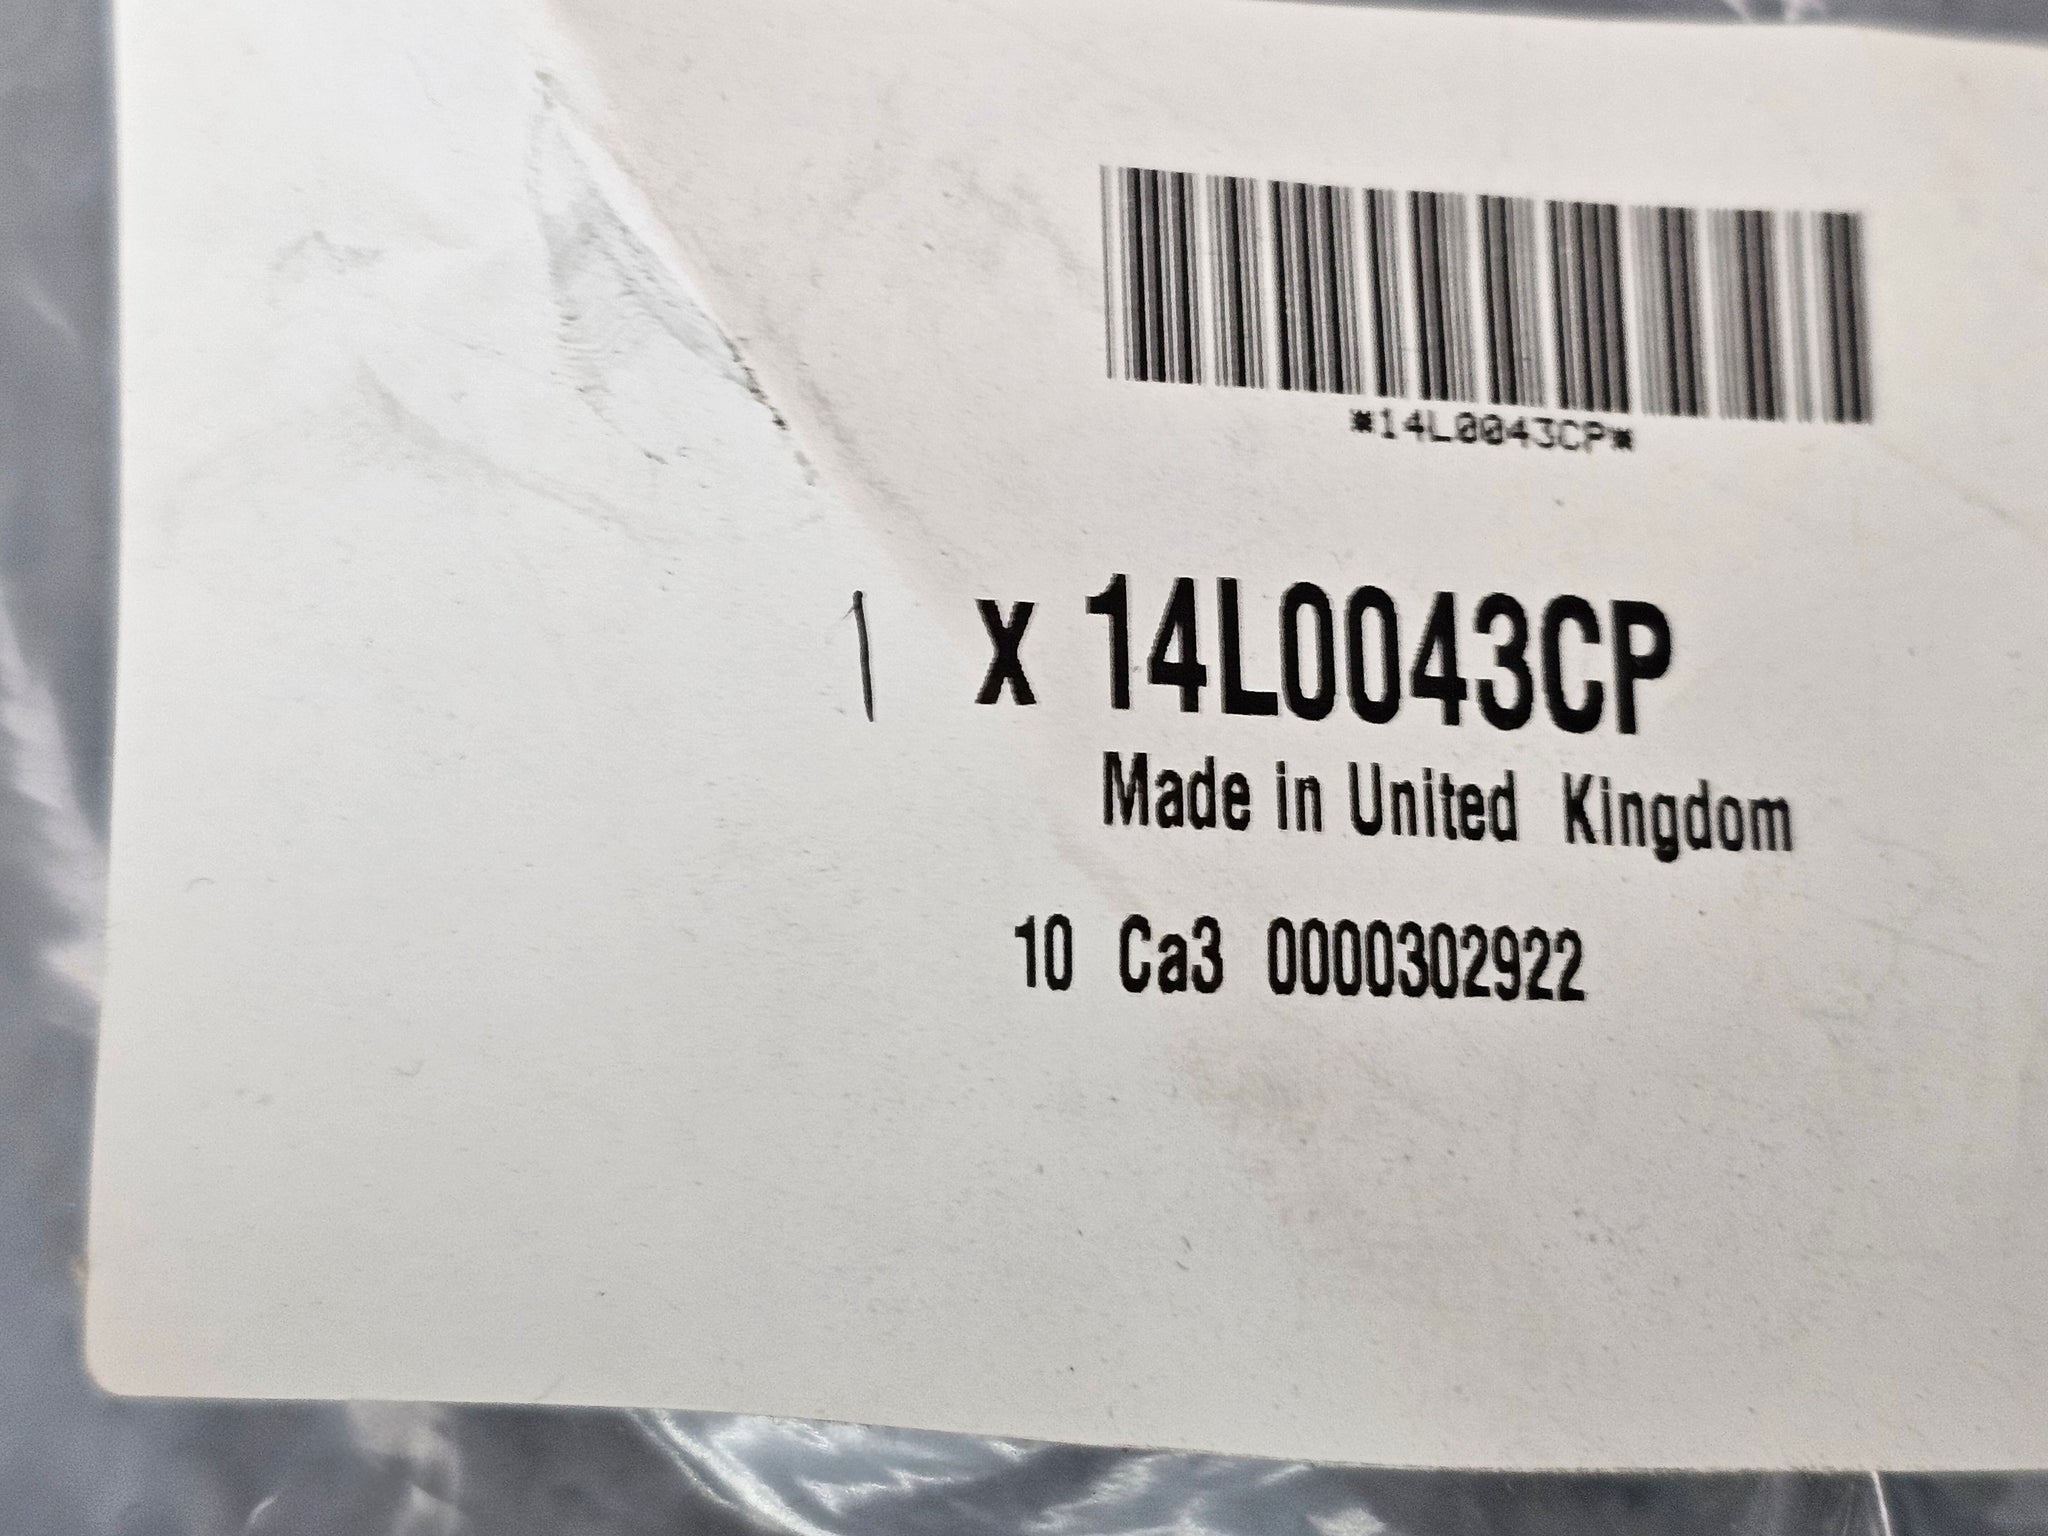 *14L0043CP*
1 x 14L0043CP
Made in United Kingdom
10 Ca3 0000302922